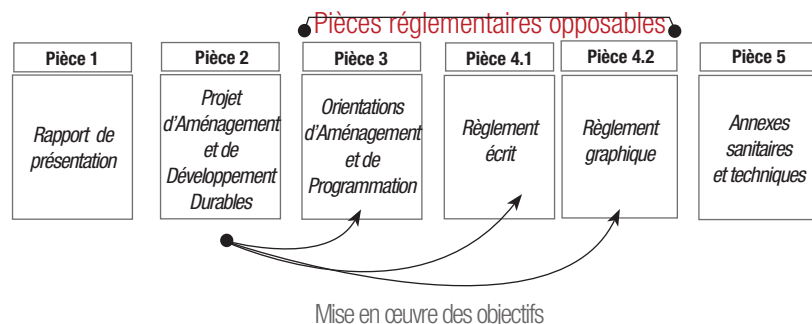 Pièces réglementaires opposables
Pièce 1
Rapport de
présentation
Pièce 2
Projet
d'Aménagement
et de
Développement
Durables
Pièce 3
Orientations
d'Aménagement
et de
Programmation
Pièce 4.1
Règlement
écrit
Pièce 4.2
Règlement
graphique
Pièce 5
Annexes
sanitaires
et techniques
Mise en œuvre des objectifs